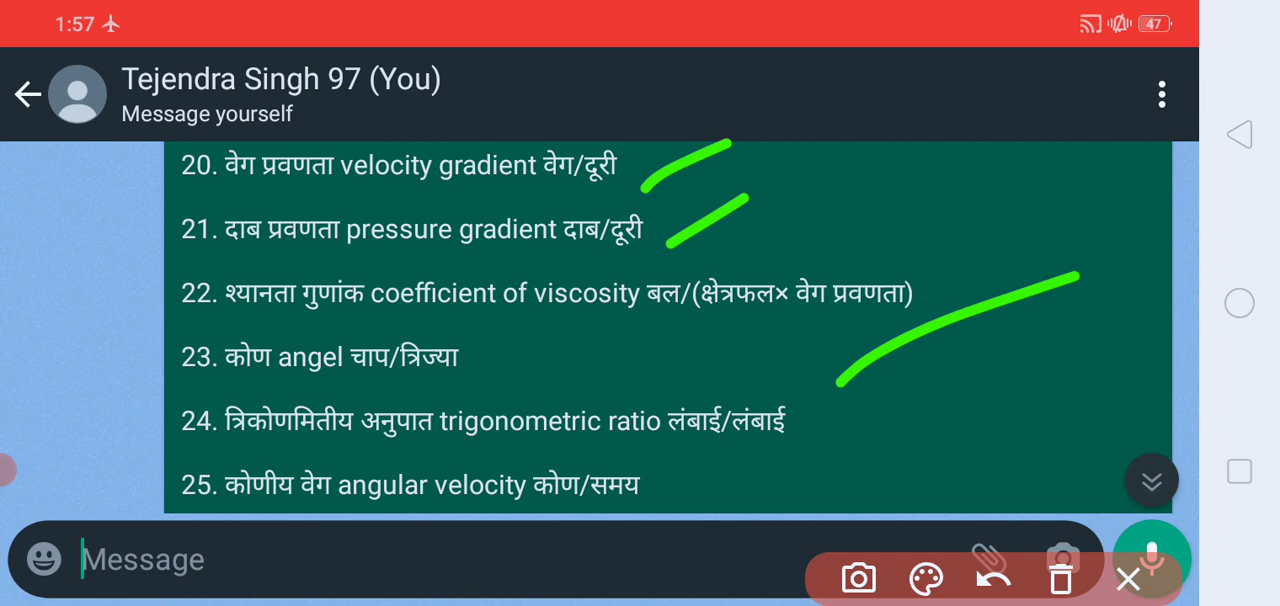 1:57
47
Tejendra Singh 97 (You)
Message yourself
20. वेग प्रवणता velocity gradient वेग/दूरी
21. दाब प्रवणता pressure gradient दाब/दूरी
22. श्यानता गुणांक coefficient of viscosity बल/(क्षेत्रफल× वेग प्रवणता)
23. कोण angel चाप/त्रिज्या
24. त्रिकोणमितीय अनुपात trigonometric ratio लंबाई/लंबाई
25. कोणीय वेग angular velocity कोण/समय
Message